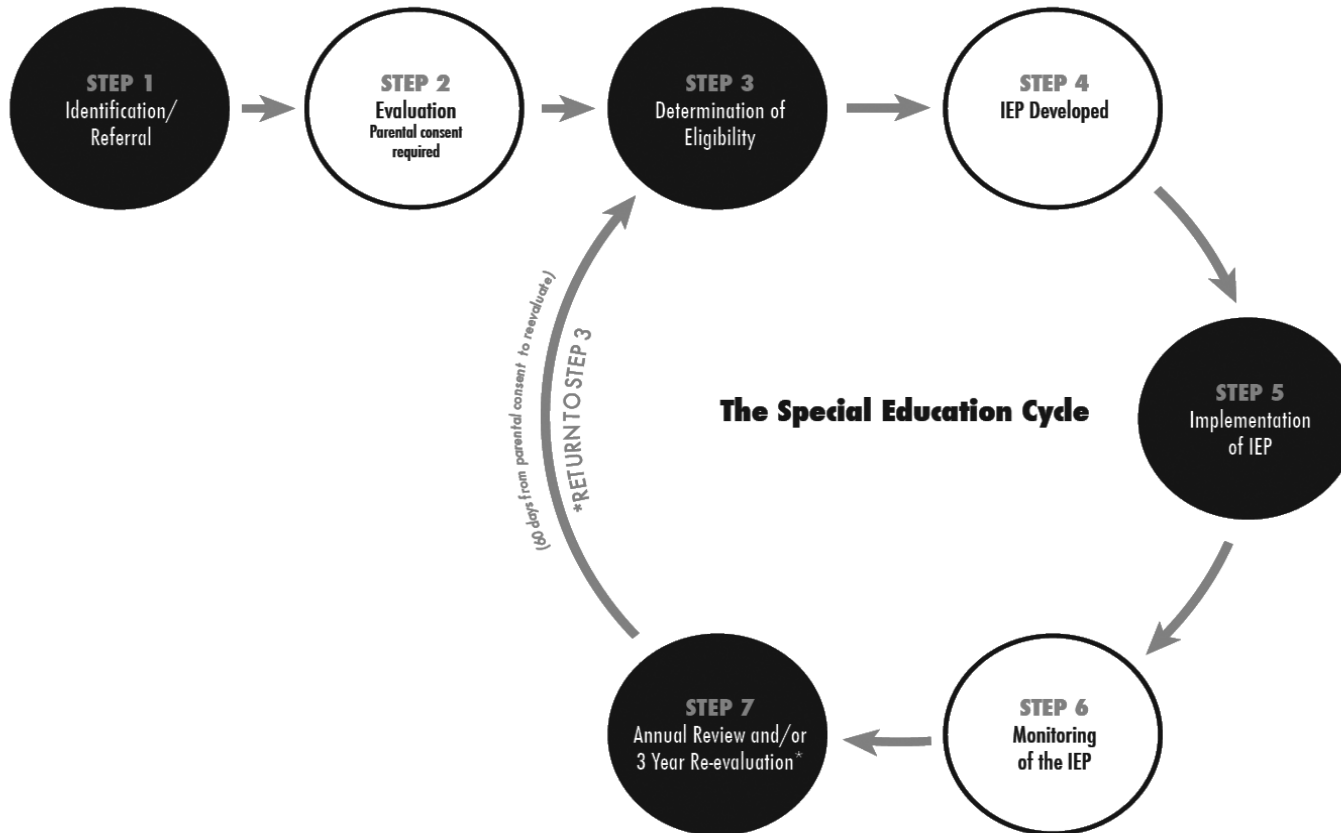 STEP 1
Identification/
Referral
STEP 2
Evaluation
Parental consent
required
STEP 3
Determination of
Eligibility
STEP 4
IEP Developed
(60 days from parental consent to reevaluate)
*RETURN TO STEP 3
The Special Education Cycle
STEP 5
Implementation
of IEP
STEP 7
Annual Review and/or
3 Year Re-evaluation*
STEP 6
Monitoring
of the IEP